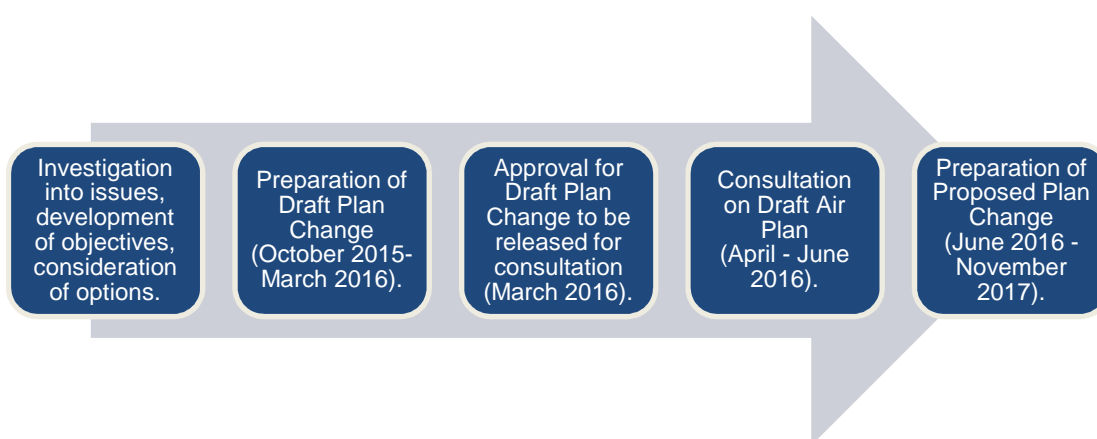 Investigation
into issues,
development
of objectives,
consideration
of options.
Preparation of
Draft Plan
Change
(October 2015-
March 2016).
Approval for
Draft Plan
Change to be
released for
consultation
(March 2016).
Consultation
on Draft Air
Plan
(April - June
2016).
Preparation of
Proposed Plan
Change
(June 2016 -
November
2017).